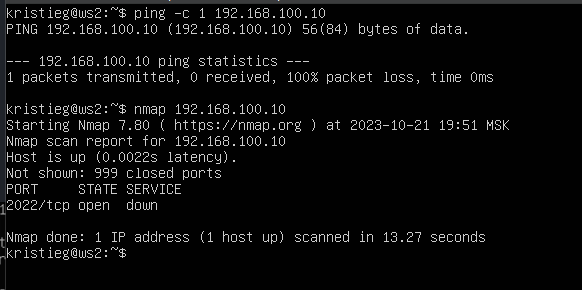 kristieg@ws2:~$ ping -c 1 192.168.100.10
PING 192.168.100.10 (192.168.100.10) 56(84) bytes of data.
--- 192.168.100.10 ping statistics ---
1 packets transmitted, 0 received, 100% packet loss, time 0ms
kristieg@ws2:~$ nmap 192.168.100.10
Starting Nmap 7.80 ( https://nmap.org ) at 2023-10-21 19:51 MSK
Nmap scan report for 192.168.100.10
Host is up (0.0022s latency).
Not shown: 999 closed ports
PORT     STATE SERVICE
2022/tcp open  down
Nmap done: 1 IP address (1 host up) scanned in 13.27 seconds
kristieg@ws2:~$